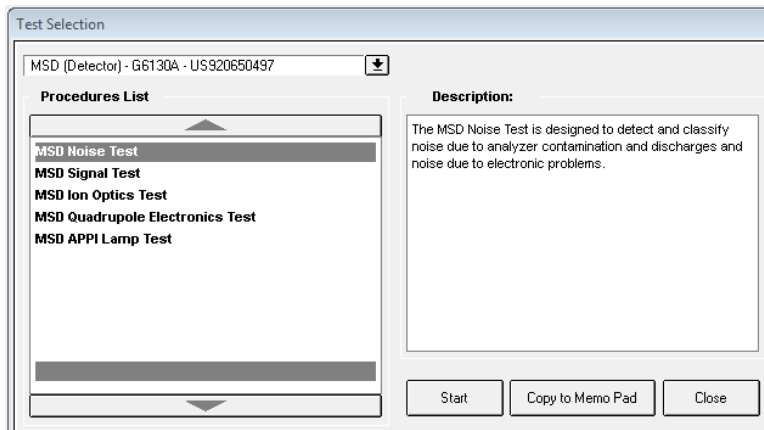 Test Selection
MSD (Detector) - G6130A - US920650497
Procedures List
MSD Noise Test
MSD Signal Test
MSD Ion Optics Test
MSD Quadrupole Electronics Test
MSD APPI Lamp Test
Description:
The MSD Noise Test is designed to detect and classify
noise due to analyzer contamination and discharges and
noise due to electronic problems.
Start
Copy to Memo Pad
Close